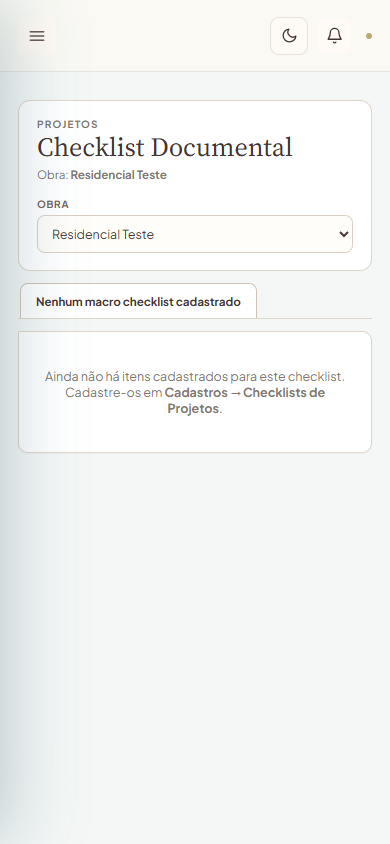 PROJETOS
Checklist Documental
Obra: Residencial Teste
OBRA
Residencial Teste
Nenhum macro checklist cadastrado
Ainda não há itens cadastrados para este checklist.
Cadastre-os em Cadastros → Checklists de
Projetos.